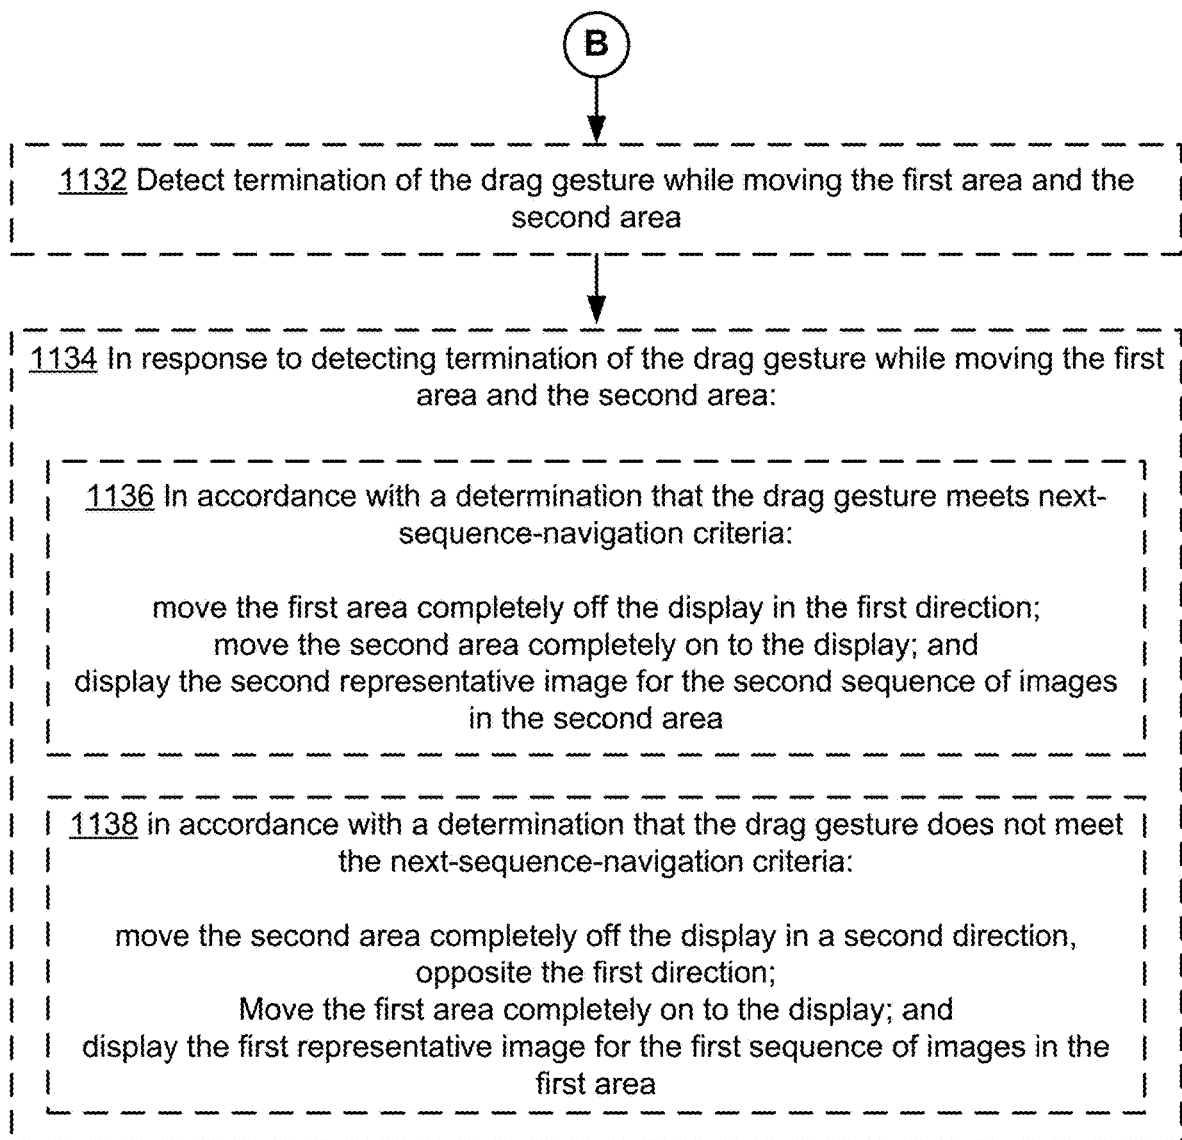 B
1132 Detect termination of the drag gesture while moving the first area and the
second area
1134 In response to detecting termination of the drag gesture while moving the first
area and the second area:
1136 In accordance with a determination that the drag gesture meets next-
sequence-navigation criteria:
move the first area completely off the display in the first direction;
move the second area completely on to the display; and
display the second representative image for the second sequence of images
in the second area
1138 in accordance with a determination that the drag gesture does not meet
the next-sequence-navigation criteria:
move the second area completely off the display in a second direction,
opposite the first direction;
Move the first area completely on to the display; and
display the first representative image for the first sequence of images in the
first area